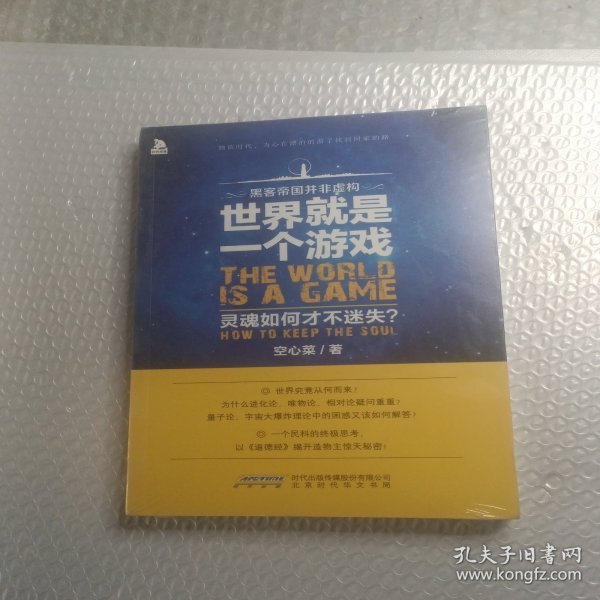 物质时代，为心在漂泊的游子找到回家的路
黑客帝国并非虚构
世界就是
一个游戏
THE WORLD
IS A GAME
灵魂如何才不迷失?
HOW TO KEEP THE SOUL
空心菜/著
◎ 世界究竟从何而来?
为什么进化论、唯物论、相对论疑问重重?
量子论、宇宙大爆炸理论中的困惑又该如何解答?
◎ 一个民科的终极思考,
以《道德经》揭开造物主惊天秘密!
时代出版传媒股份有限公司
北京时代华文书局
孔夫子旧书网
www.kongfz.com